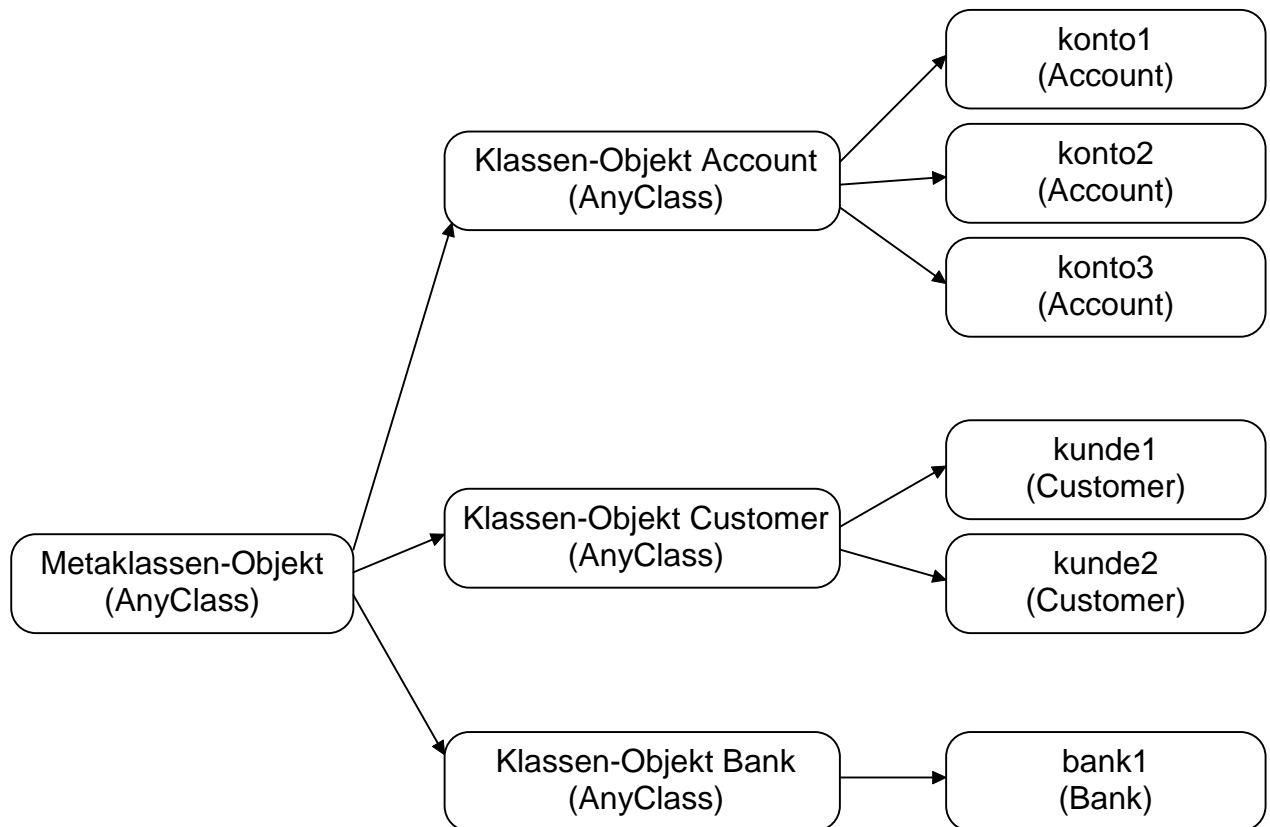 konto1
(Account)
Klassen-Objekt Account
(AnyClass)
konto2
(Account)
konto3
(Account)
kunde1
(Customer)
Klassen-Objekt Customer
(AnyClass)
Metaklassen-Objekt
(AnyClass)
kunde2
(Customer)
Klassen-Objekt Bank
(AnyClass)
bank1
(Bank)